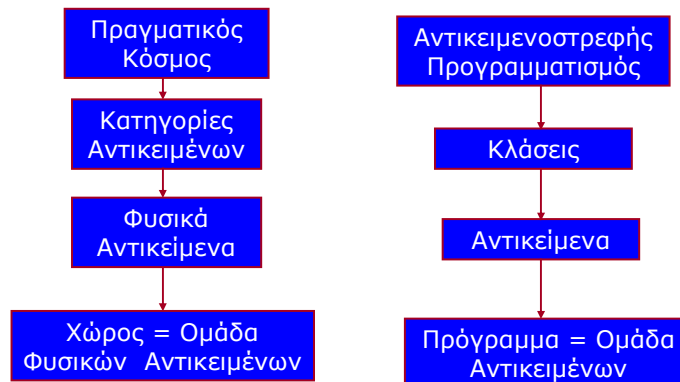 Πραγματικός
Κόσμος
Κατηγορίες
Αντικειμένων
Φυσικά
Αντικείμενα
Χώρος = Ομάδα
Φυσικών Αντικειμένων
Αντικειμενοστρεφής
Προγραμματισμός
Κλάσεις
Αντικείμενα
Πρόγραμμα = Ομάδα
Αντικειμένων